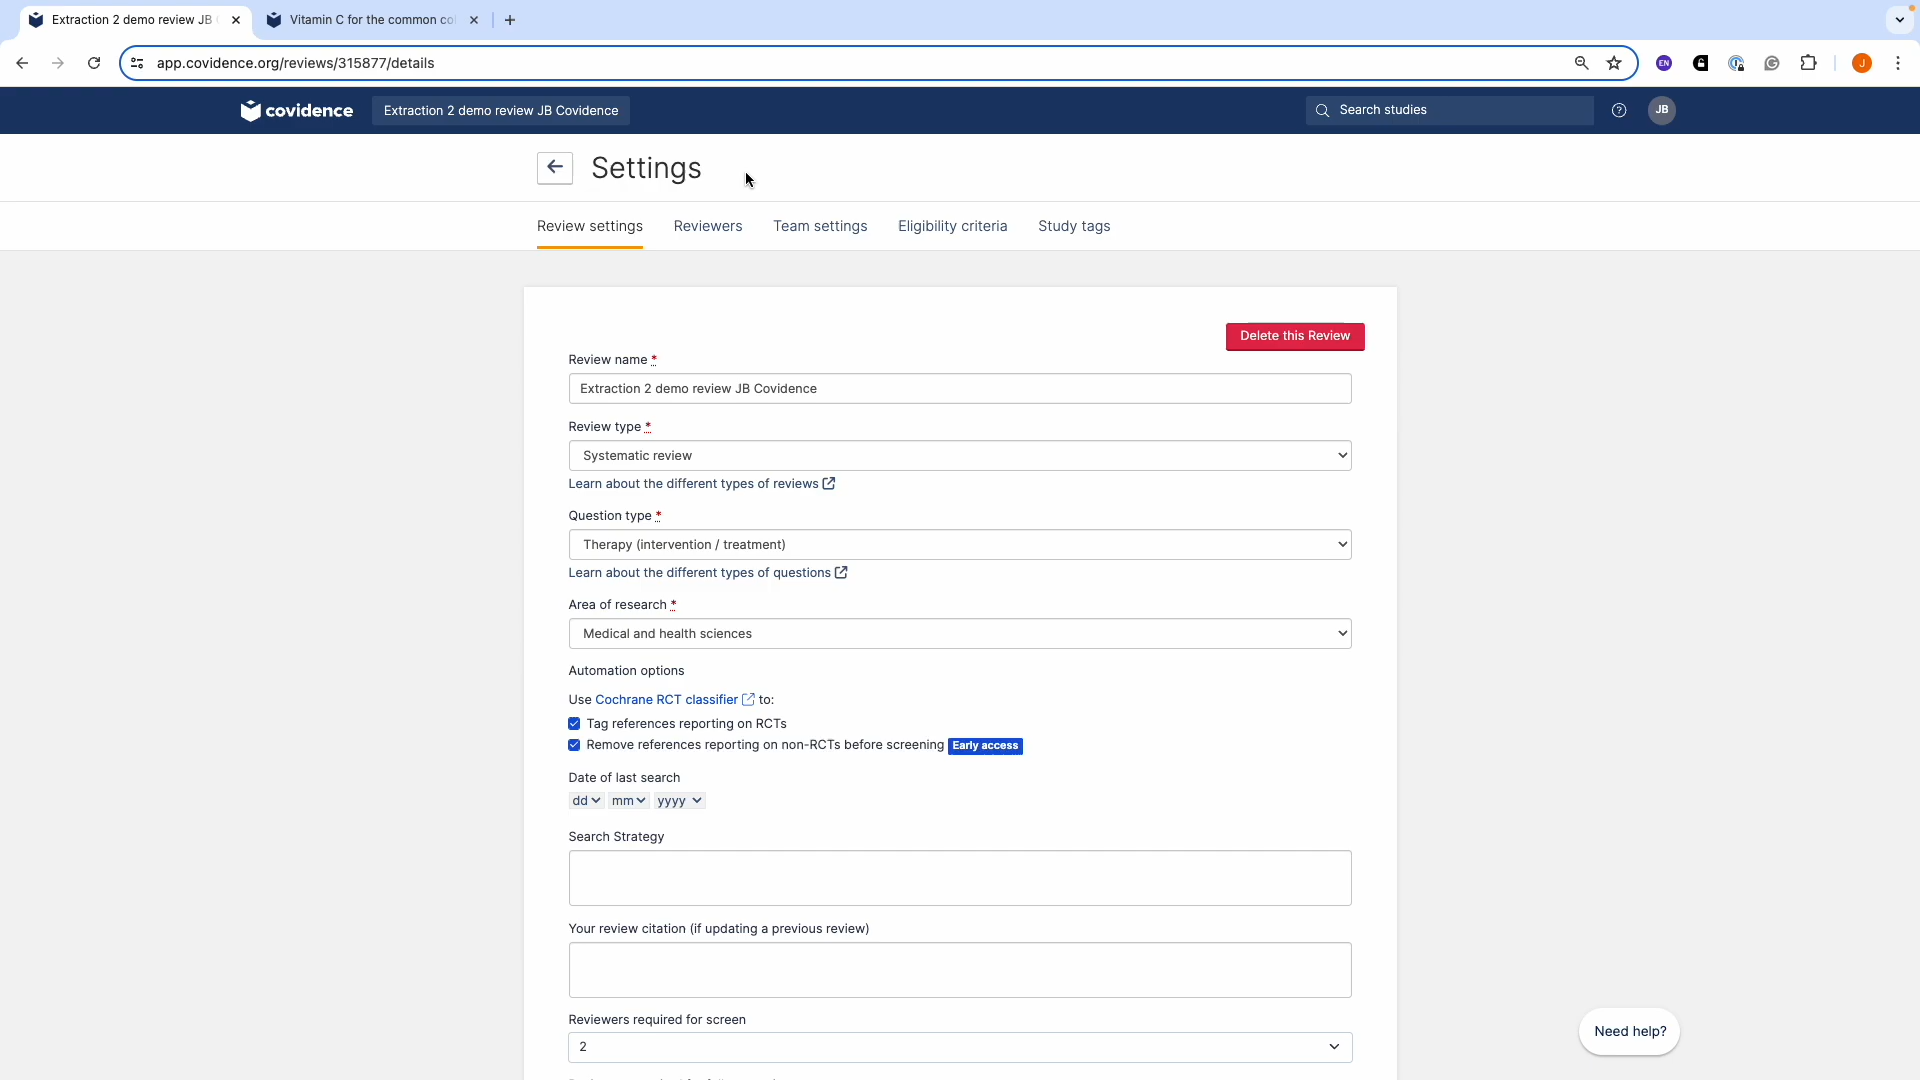 Extraction 2 demo review JB
Vitamin C for the common co
app.covidence.org/reviews/315877/details
EN
J
covidence
Extraction 2 demo review JB Covidence
Search studies
JB
Settings
Review settings
Reviewers
Team settings
Eligibility criteria
Study tags
Delete this Review
Review name *
Extraction 2 demo review JB Covidence
Review type *
Systematic review
Learn about the different types of reviews
Question type *
Therapy (intervention / treatment)
Learn about the different types of questions
Area of research *
Medical and health sciences
Automation options
Use Cochrane RCT classifier to:
Tag references reporting on RCTs
Remove references reporting on non-RCTs before screening Early access
Date of last search
dd mm yyyy
Search Strategy
Your review citation (if updating a previous review)
Reviewers required for screen
2
Need help?